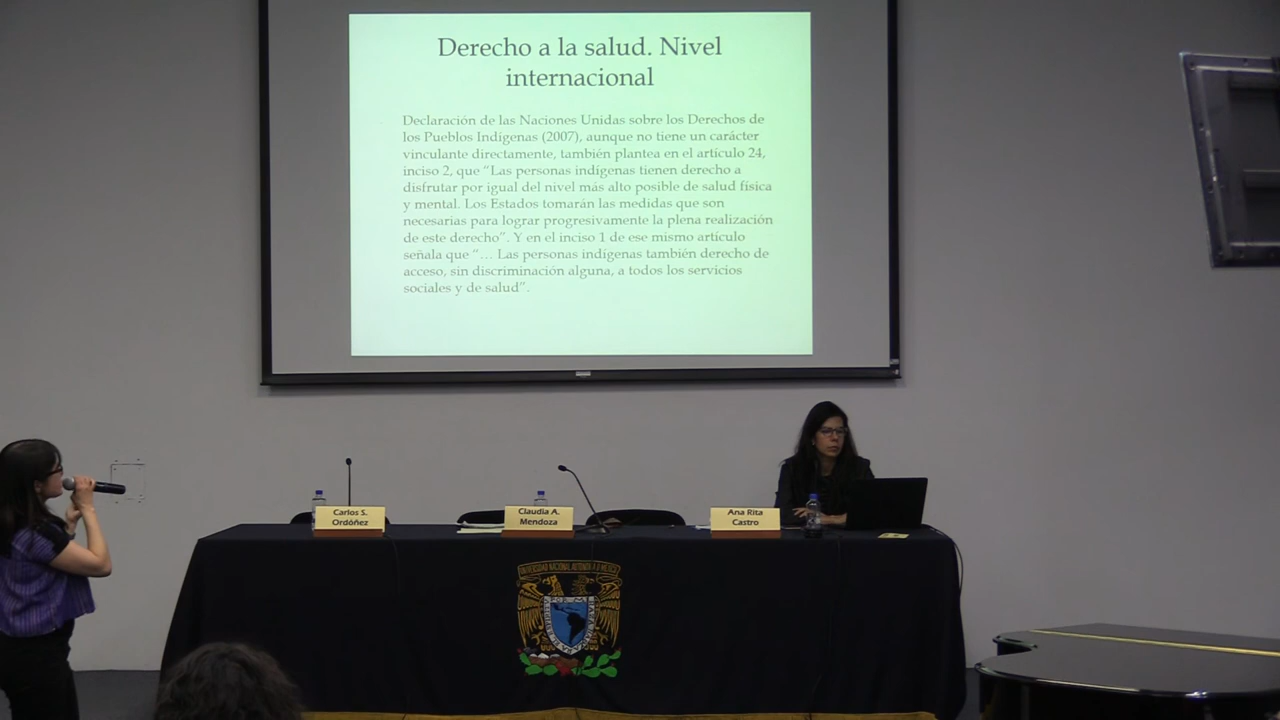 Derecho a la salud. Nivel
internacional
Declaración de las Naciones Unidas sobre los Derechos de
los Pueblos Indígenas (2007), aunque no tiene un carácter
vinculante directamente, también plantea en el artículo 24,
inciso 2, que “Las personas indígenas tienen derecho a
disfrutar por igual del nivel más alto posible de salud física
y mental. Los Estados tomarán las medidas que son
necesarias para lograr progresivamente la plena realización
de este derecho”. Y en el inciso 1 de ese mismo artículo
señala que “… Las personas indígenas también derecho de
acceso, sin discriminación alguna, a todos los servicios
sociales y de salud”.
Carlos S.
Ordóñez
Claudia A.
Mendoza
Ana Rita
Castro
UNIVERSIDAD NACIONAL AUTONOMA